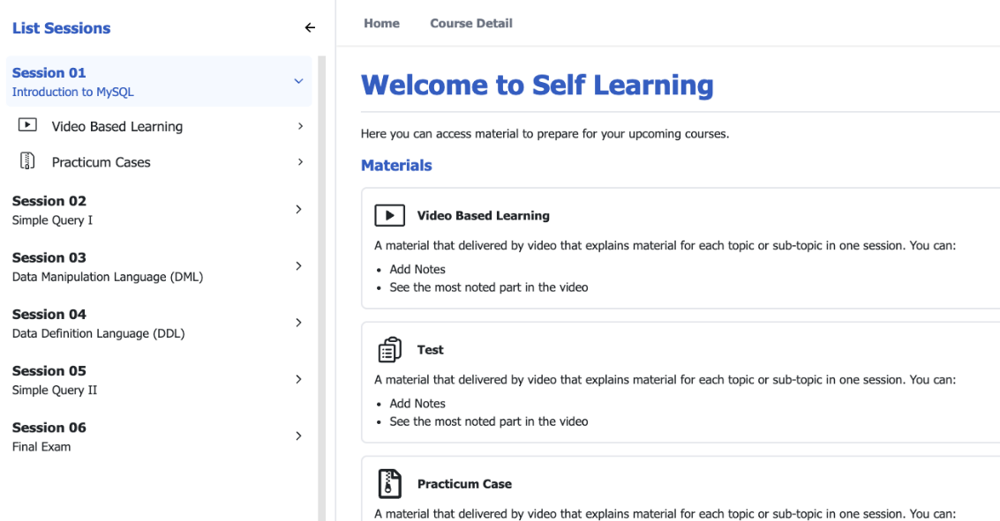 List Sessions
Session 01
Introduction to MySQL
Video Based Learning
Practicum Cases
Session 02
Simple Query I
Session 03
Data Manipulation Language (DML)
Session 04
Data Definition Language (DDL)
Session 05
Simple Query II
Session 06
Final Exam
Home Course Detail
Welcome to Self Learning
Here you can access material to prepare for your upcoming courses.
Materials
Video Based Learning
A material that delivered by video that explains material for each topic or sub-topic in one session. You can:
• Add Notes
• See the most noted part in the video
Test
A material that delivered by video that explains material for each topic or sub-topic in one session. You can:
• Add Notes
• See the most noted part in the video
Practicum Case
A material that delivered by video that explains material for each topic or sub-topic in one session. You can: